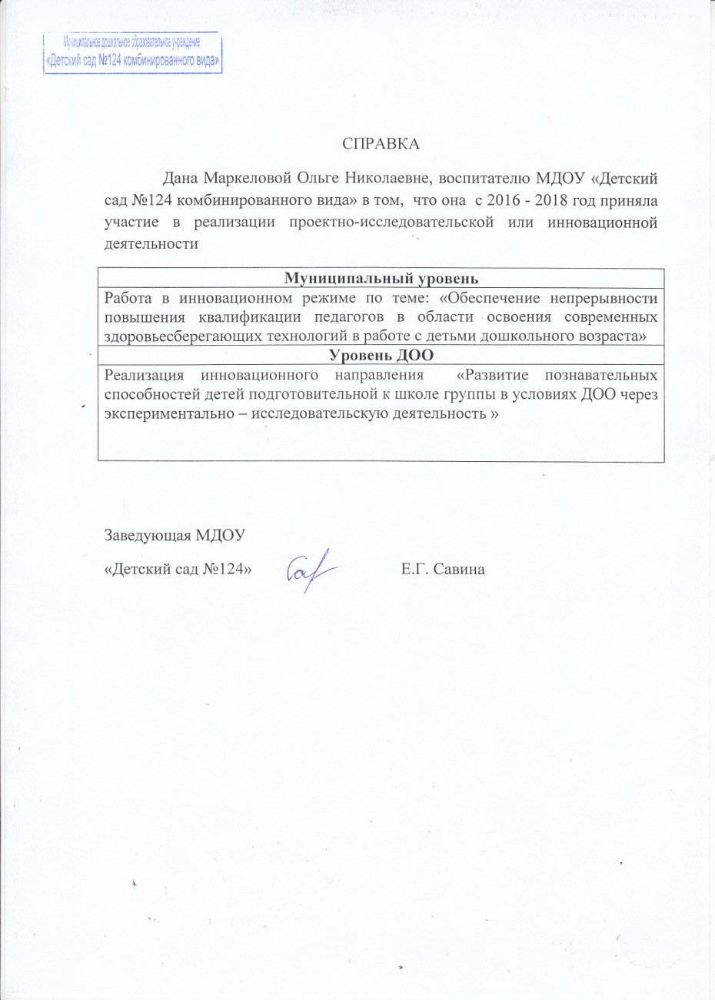 Муниципальное дошкольное образовательное учреждение
«Детский сад №124 комбинированного вида»
СПРАВКА
Дана Маркеловой Ольге Николаевне, воспитателю МДОУ «Детский
сад №124 комбинированного вида» в том, что она с 2016 - 2018 год приняла
участие в реализации проектно-исследовательской или инновационной
деятельности
Муниципальный уровень
Работа в инновационном режиме по теме: «Обеспечение непрерывности
повышения квалификации педагогов в области освоения современных
здоровьесберегающих технологий в работе с детьми дошкольного возраста»
Уровень ДОО
Реализация инновационного направления «Развитие познавательных
способностей детей подготовительной к школе группы в условиях ДОО через
экспериментально – исследовательскую деятельность »
Заведующая МДОУ
«Детский сад №124» Е.Г. Савина